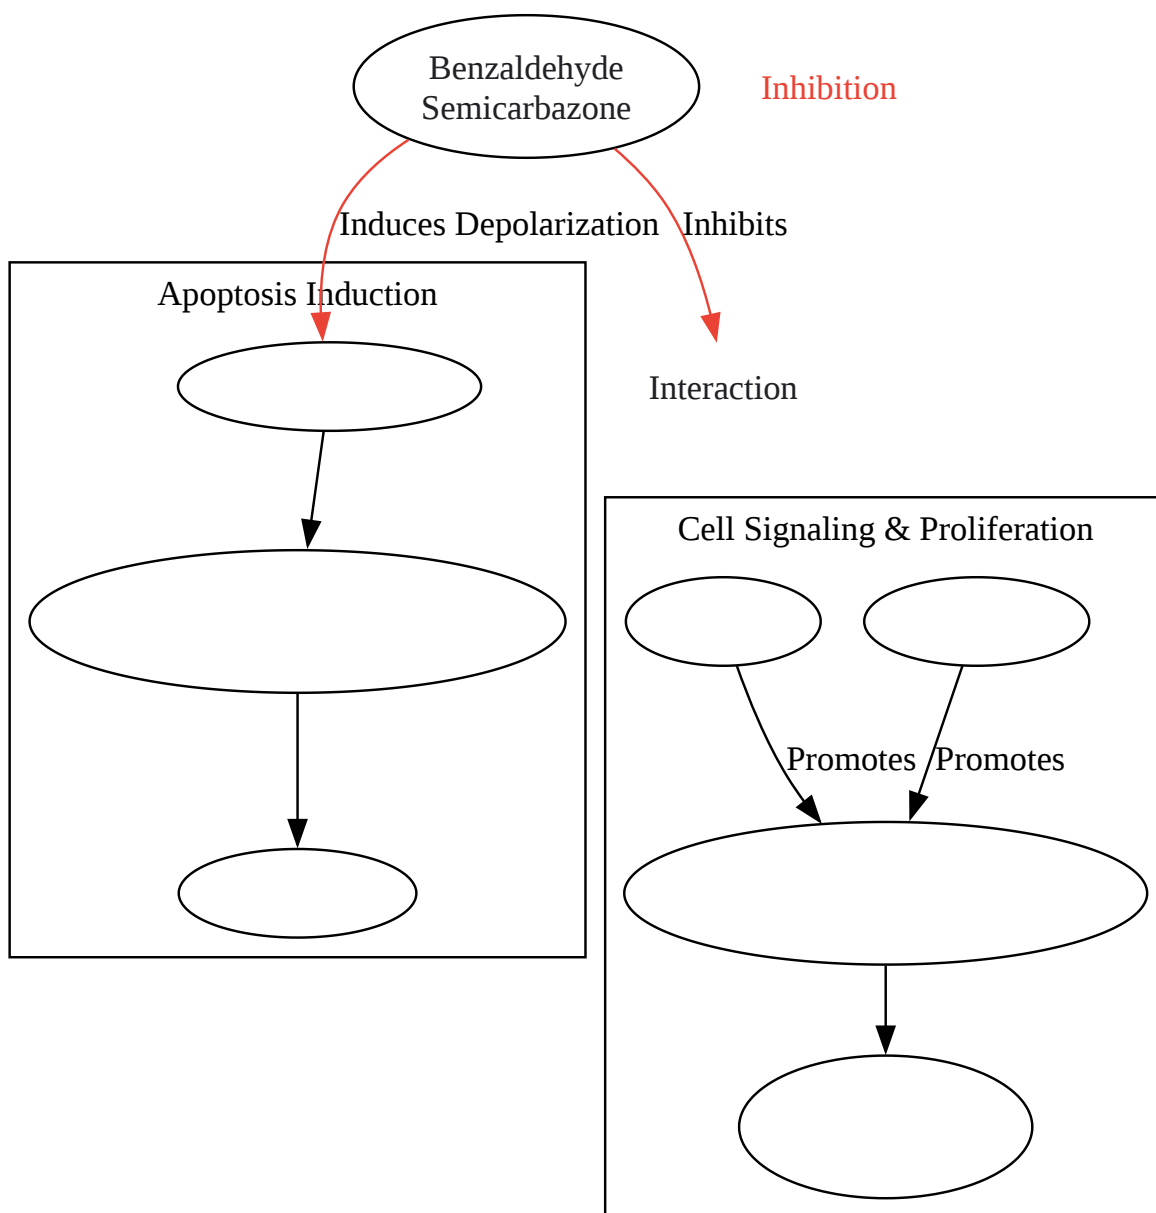 Benzaldehyde
Semicarbazone
Inhibition
Induces Depolarization
Inhibits
Apoptosis Induction
Interaction
Cell Signaling & Proliferation
Promotes
Promotes